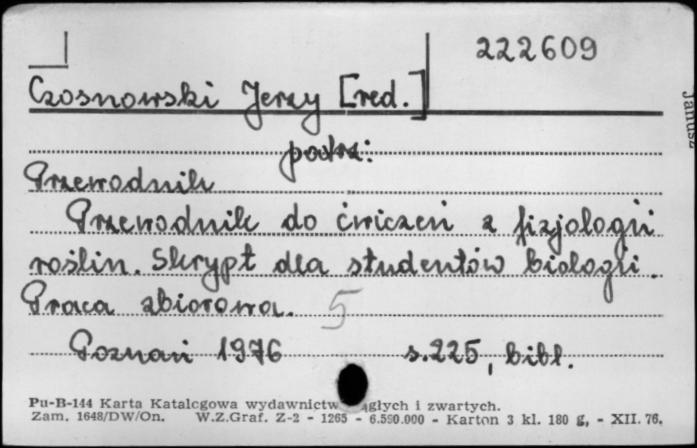 222609
Czosnowski Jerzy [red.]
patrz:
Przewodnik
Przewodnik do ćwiczeń z fizjologii
roślin. Skrypt dla studentów biologii.
Praca zbiorowa. 5
Poznań 1976 s.225, bibl.
Pu-B-144 Karta Katalogowa wydawnictw ciągłych i zwartych.
Zam. 1648/DW/On. W.Z.Graf. Z-2 - 1265 - 6.590.000 - Karton 3 kl. 180 g, - XII. 76.
Janusz